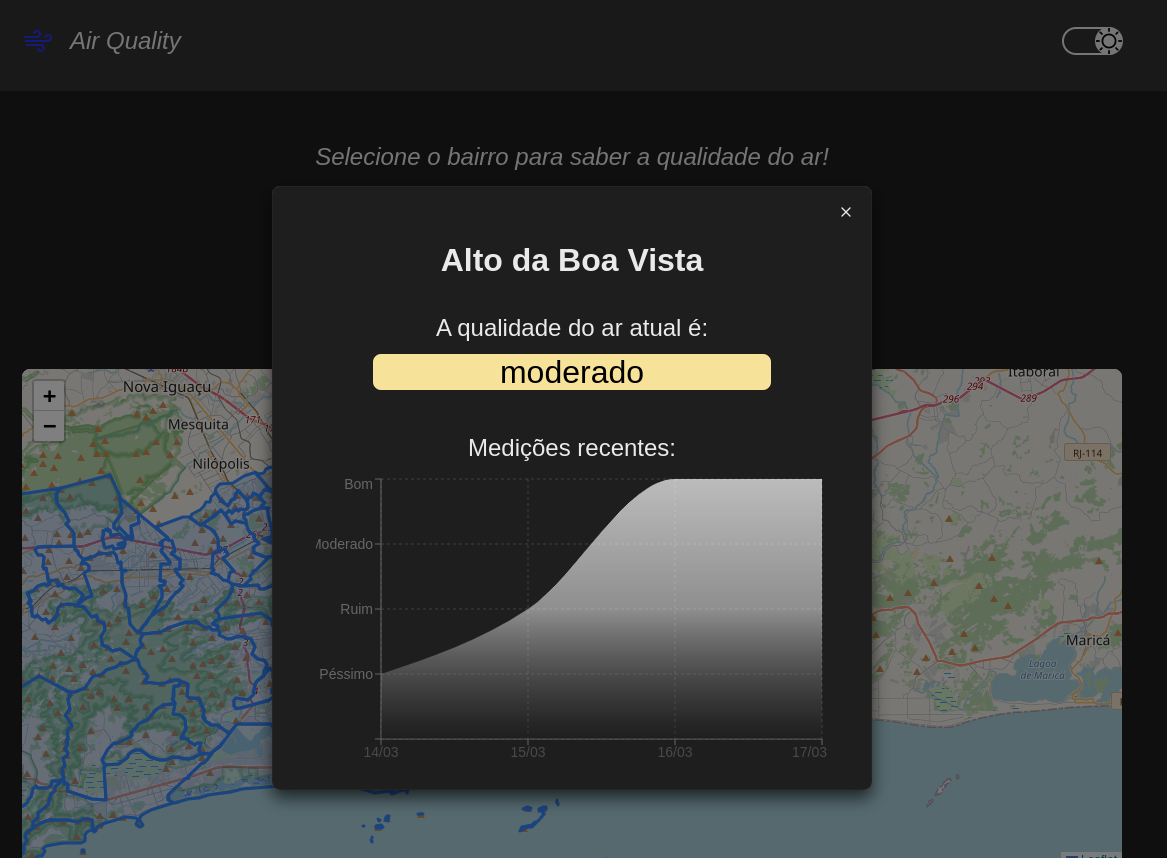 Air Quality
Selecione o bairro para saber a qualidade do ar!
×
Alto da Boa Vista
A qualidade do ar atual é:
moderado
Medições recentes:
Bom
Moderado
Ruim
Péssimo
14/03
15/03
16/03
17/03
+
−
Nova Iguaçu
Mesquita
Nilópolis
171
Itaboraí
293
294
296
289
RJ-114
Maricá
Lagoa
de Maricá
Leaflet